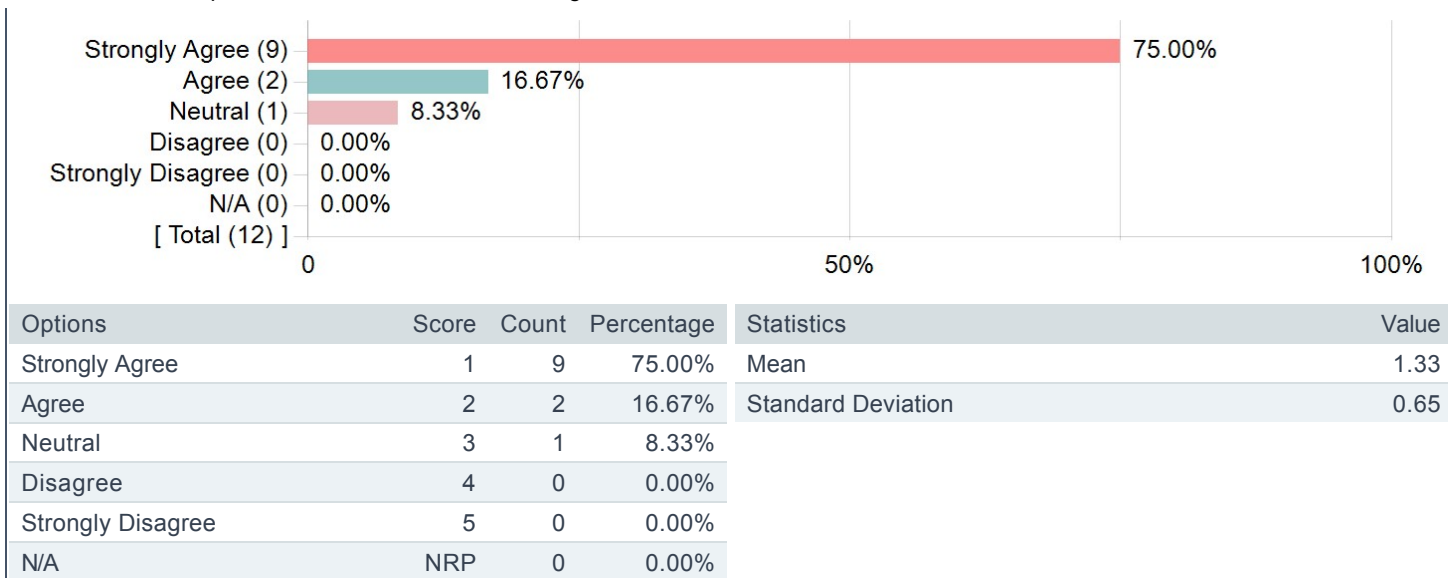 Strongly Agree (9) 75.00%
Agree (2) 16.67%
Neutral (1) 8.33%
Disagree (0) 0.00%
Strongly Disagree (0) 0.00%
N/A (0) 0.00%
[ Total (12) ]
0 50% 100%
Options Score Count Percentage
Strongly Agree 1 9 75.00%
Agree 2 2 16.67%
Neutral 3 1 8.33%
Disagree 4 0 0.00%
Strongly Disagree 5 0 0.00%
N/A NRP 0 0.00%
Statistics Value
Mean 1.33
Standard Deviation 0.65